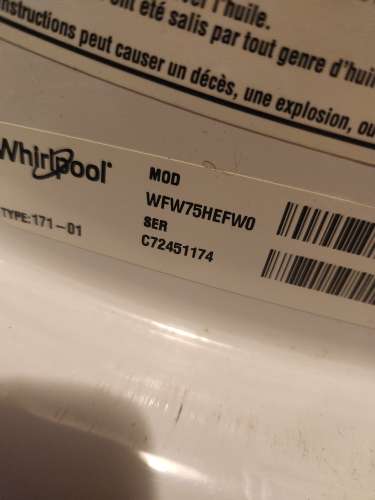 l'huile.
ont été salis par tout genre d'huile
instructions peut causer un décès, une explosion, ou
Whirlpool
MOD
WFW75HEFW0
TYPE:171-01
SER
C72451174